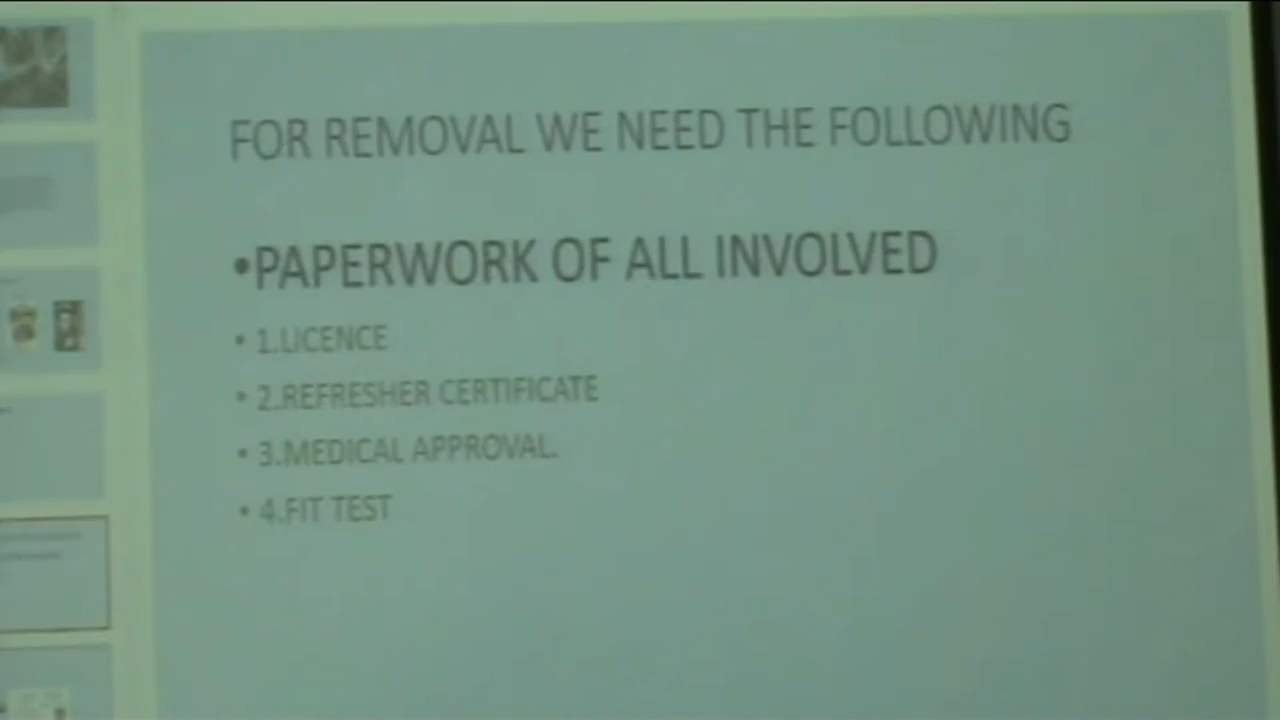 FOR REMOVAL WE NEED THE FOLLOWING
•PAPERWORK OF ALL INVOLVED
• 1.LICENCE
• 2.REFRESHER CERTIFICATE
• 3.MEDICAL APPROVAL.
• 4.FIT TEST